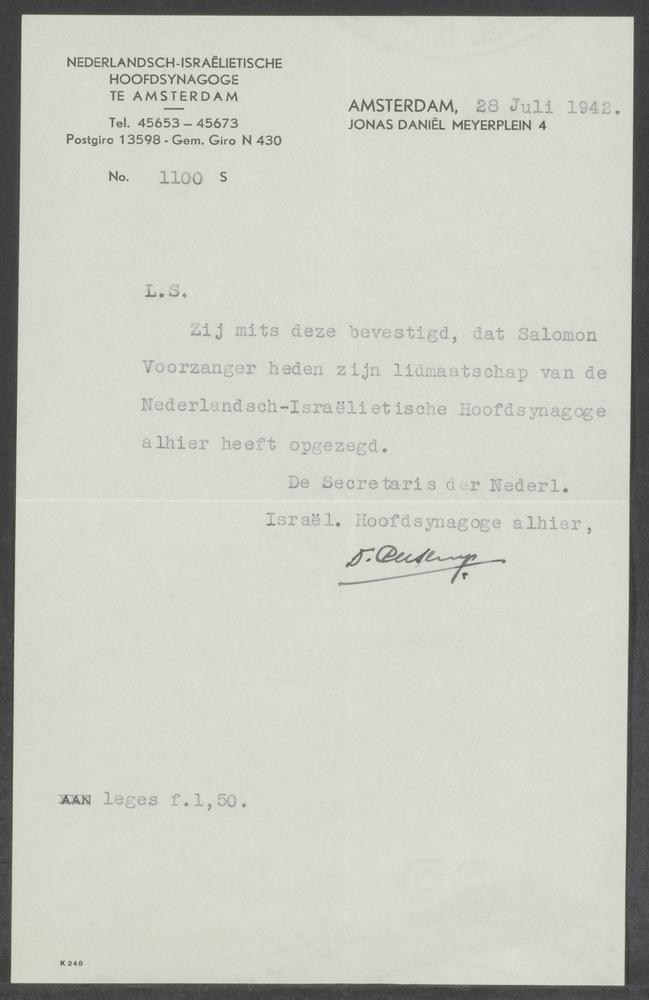 NEDERLANDSCH-ISRAËLIETISCHE
HOOFDSYNAGOGE
TE AMSTERDAM
Tel. 45653 – 45673
Postgiro 13598 - Gem. Giro N 430
No. 1100 S
AMSTERDAM, 28 Juli 1942.
JONAS DANIËL MEYERPLEIN 4
L.S.
Zij mits deze bevestigd, dat Salomon
Voorzanger heden zijn lidmaatschap van de
Nederlandsch-Israëlietische Hoofdsynagoge
alhier heeft opgezegd.
De Secretaris der Nederl.
Israël. Hoofdsynagoge alhier,
AAN leges f.1,50.
K 248